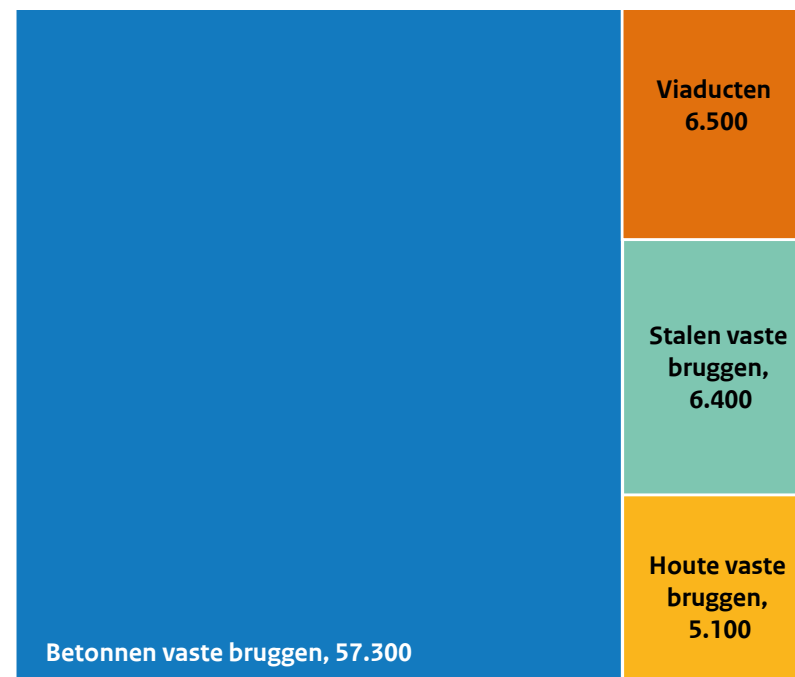 Viaducten
6.500
Stalen vaste
bruggen,
6.400
Houte vaste
bruggen,
5.100
Betonnen vaste bruggen, 57.300